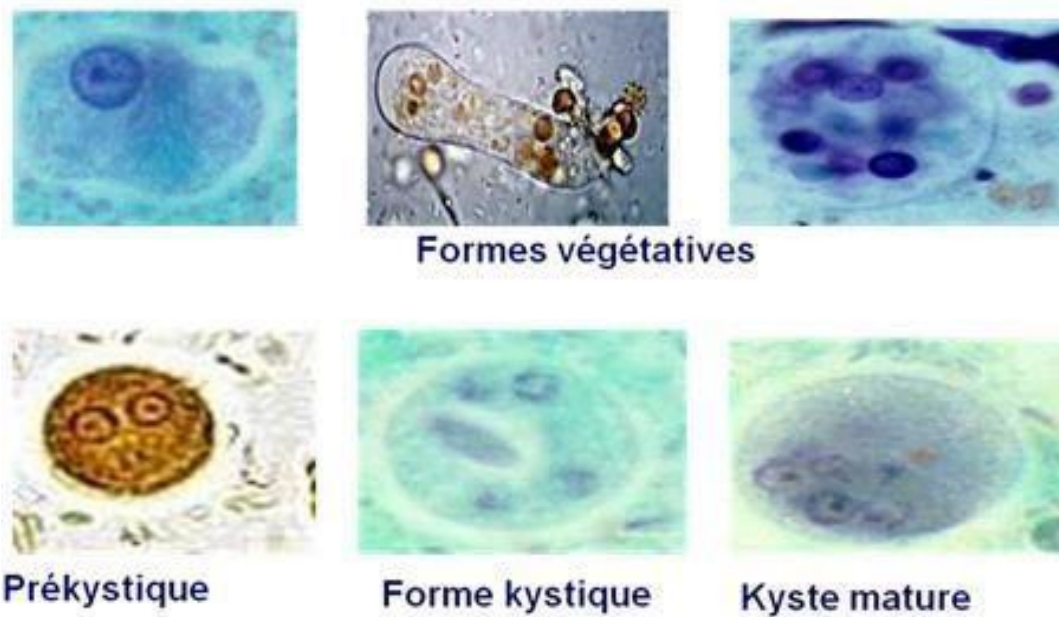 Formes végétatives
Prékystique
Forme kystique
Kyste mature